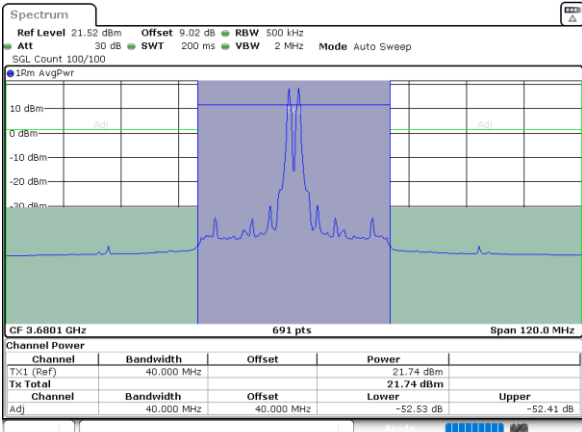 Spectrum
Ref Level 21.52 dBm Offset 9.02 dB RBW 500 kHz
Att 30 dB SWT 200 ms VBW 2 MHz Mode Auto Sweep
SGL Count 100/100
1Rm AvgPwr
10 dBm
Adj Adj
0 dBm
-10 dBm
-20 dBm
-30 dBm
CF 3.6801 GHz 691 pts Span 120.0 MHz
Channel Power
Channel Bandwidth Offset Power
TX1 (Ref) 40.000 MHz 21.74 dBm
Tx Total 21.74 dBm
Channel Bandwidth Offset Lower Upper
Adj 40.000 MHz 40.000 MHz -52.53 dB -52.41 dB
Ready